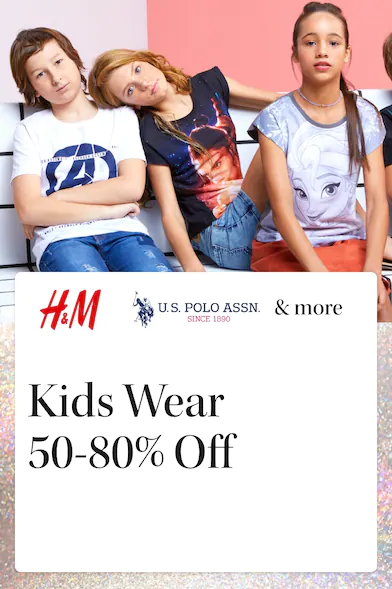 H&M
U.S. POLO ASSN.
SINCE 1890
& more
Kids Wear
50-80% Off